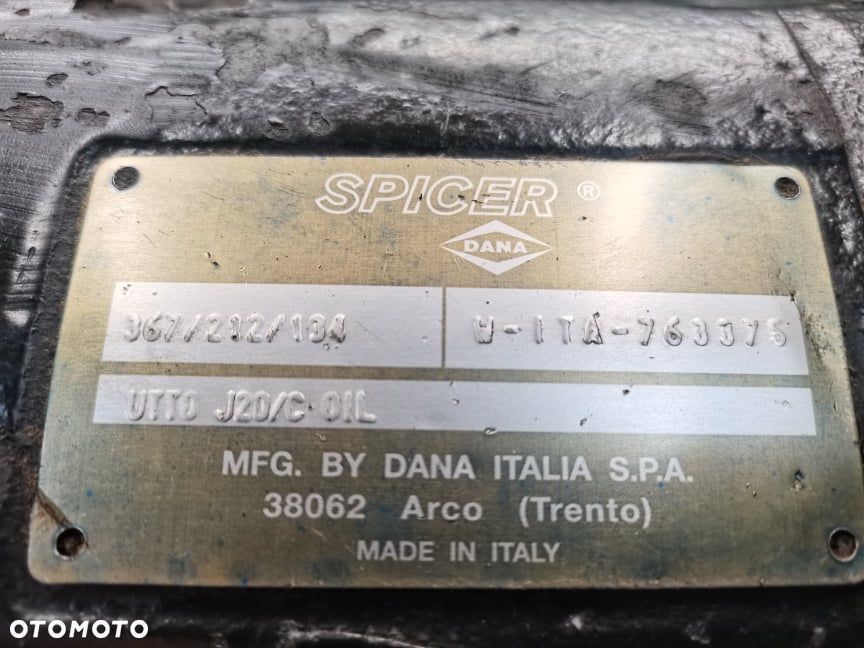 SPICER ®
DANA
367/212/134 W-ITA-763375
UTTO J20/C OIL
MFG. BY DANA ITALIA S.P.A.
38062 Arco (Trento)
MADE IN ITALY
OTOMOTO